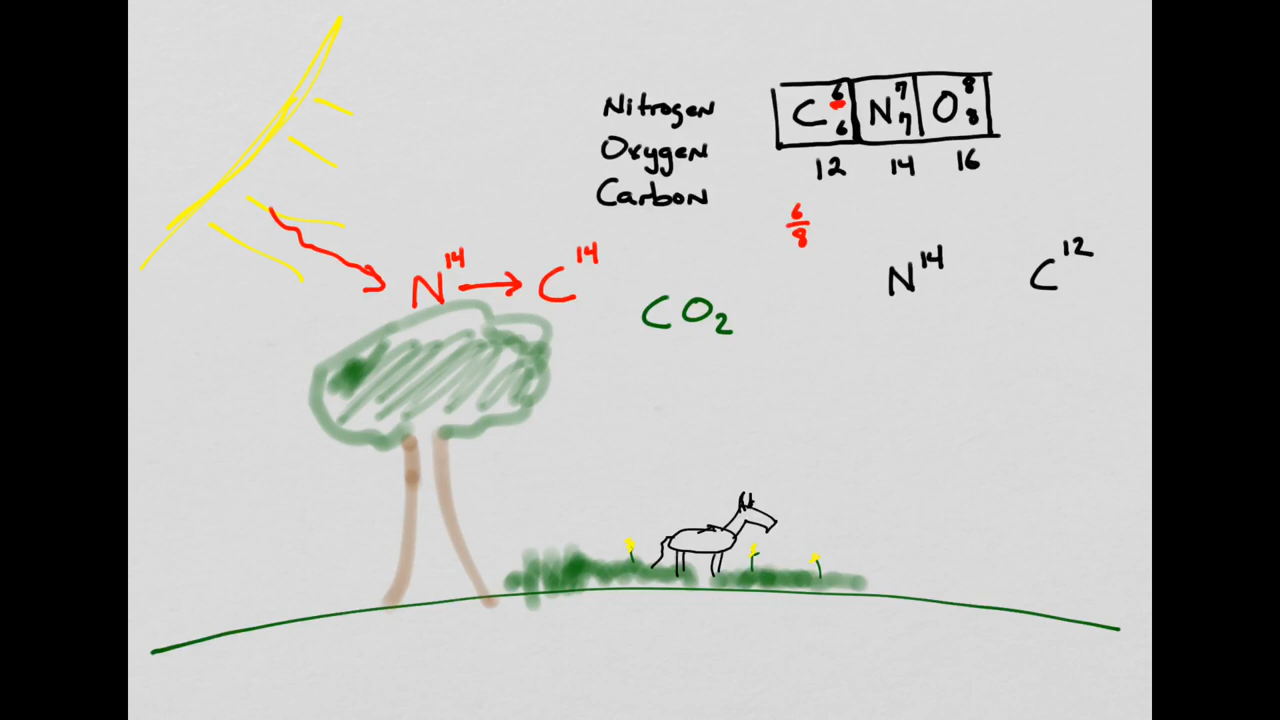 Nitrogen
Oxygen
Carbon
C 6 6 N 7 7 O 8 8
12 14 16
6/8
N¹⁴ → C¹⁴
CO₂
N¹⁴ C¹²